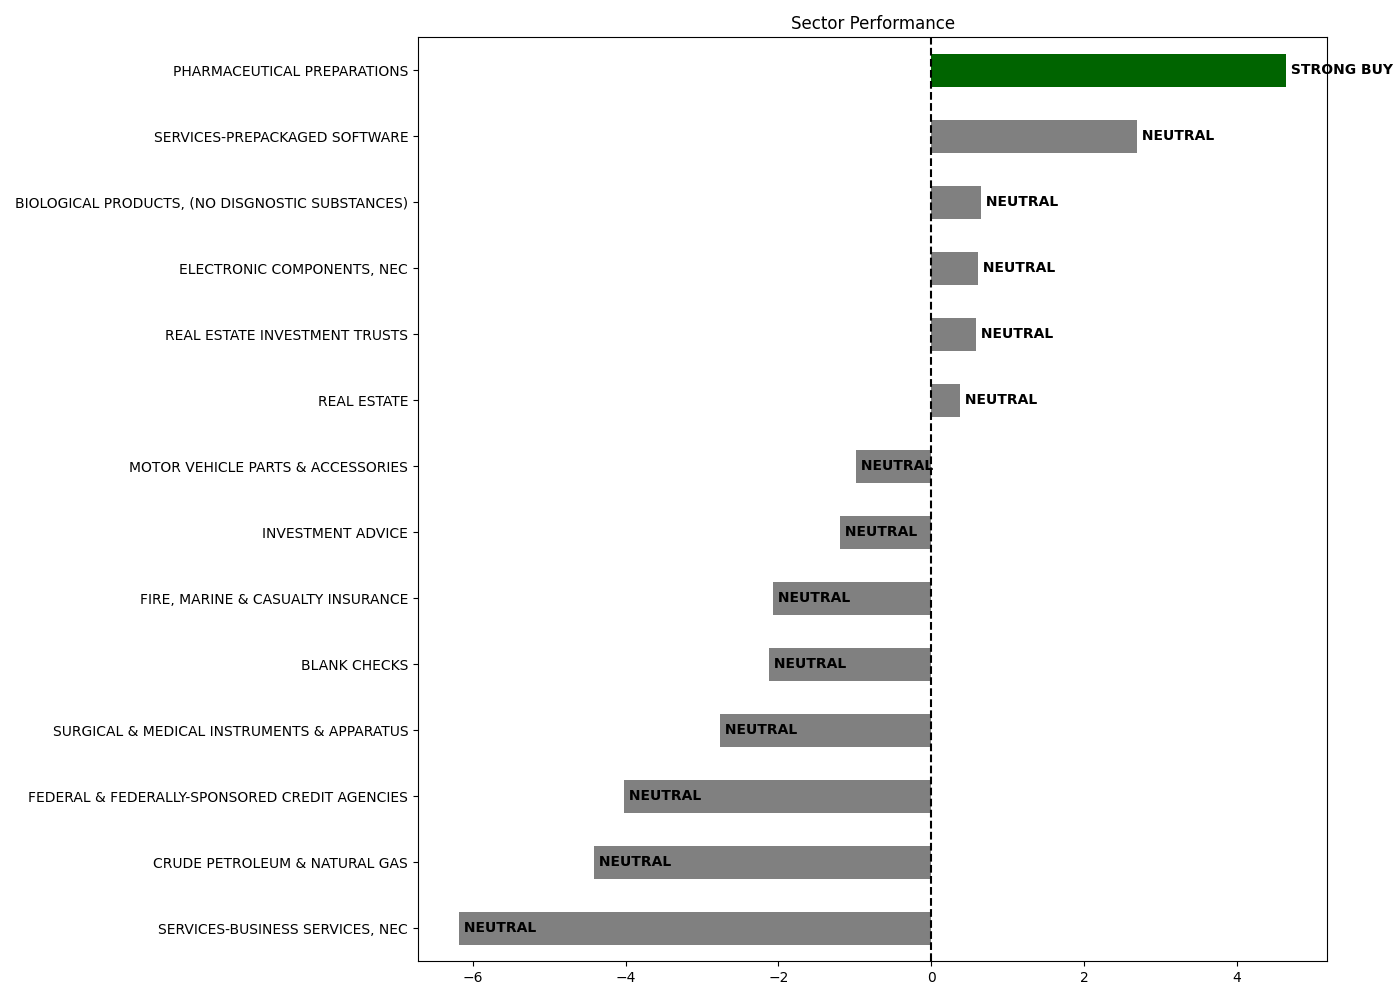 Sector Performance
PHARMACEUTICAL PREPARATIONS
STRONG BUY
SERVICES-PREPACKAGED SOFTWARE
NEUTRAL
BIOLOGICAL PRODUCTS, (NO DISGNOSTIC SUBSTANCES)
NEUTRAL
ELECTRONIC COMPONENTS, NEC
NEUTRAL
REAL ESTATE INVESTMENT TRUSTS
NEUTRAL
REAL ESTATE
NEUTRAL
MOTOR VEHICLE PARTS & ACCESSORIES
NEUTRAL
INVESTMENT ADVICE
NEUTRAL
FIRE, MARINE & CASUALTY INSURANCE
NEUTRAL
BLANK CHECKS
NEUTRAL
SURGICAL & MEDICAL INSTRUMENTS & APPARATUS
NEUTRAL
FEDERAL & FEDERALLY-SPONSORED CREDIT AGENCIES
NEUTRAL
CRUDE PETROLEUM & NATURAL GAS
NEUTRAL
SERVICES-BUSINESS SERVICES, NEC
NEUTRAL
−6 −4 −2 0 2 4